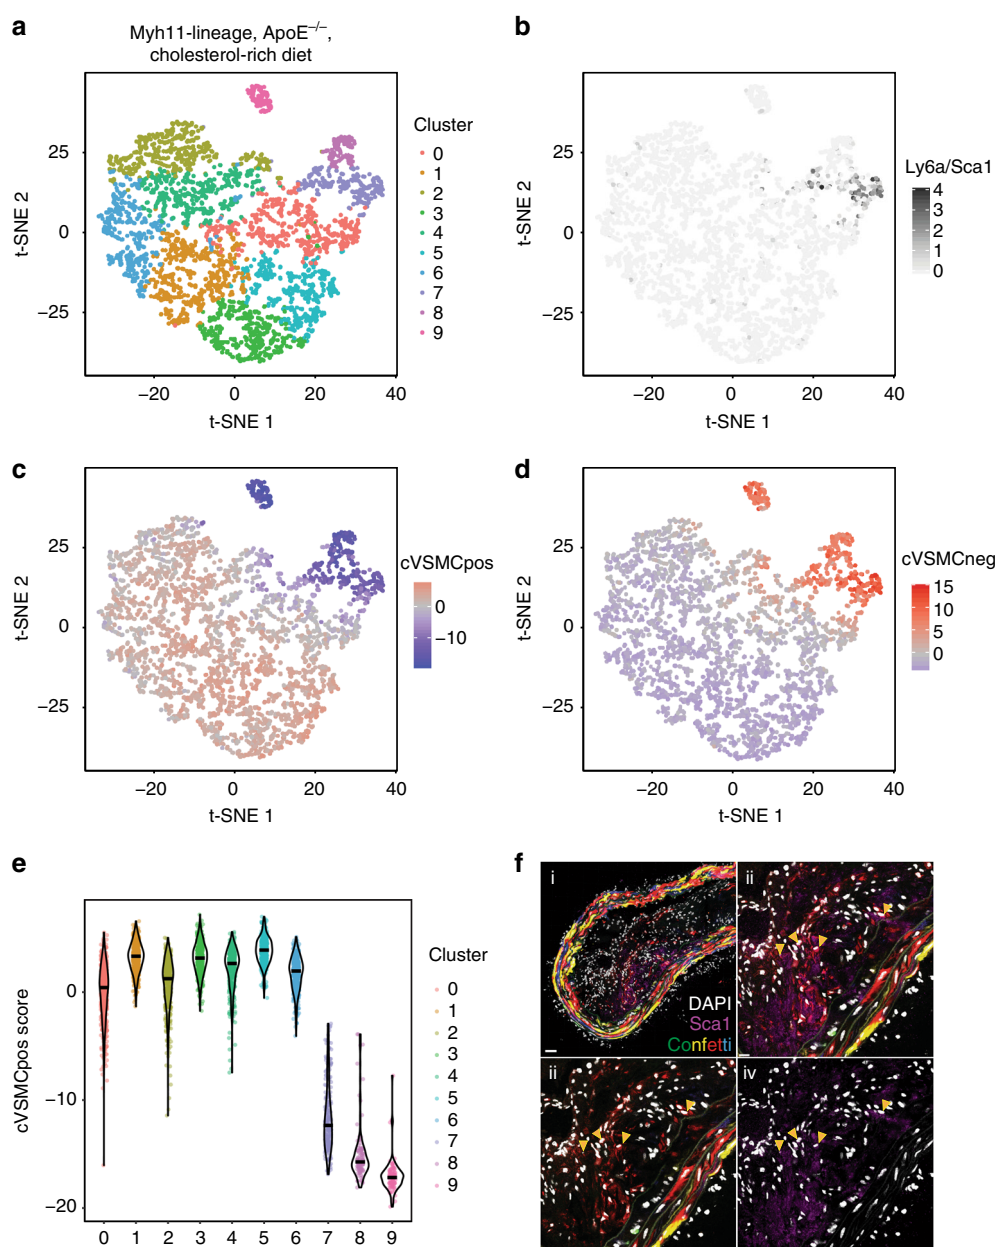 a
Myh11-lineage, ApoE−/−,
cholesterol-rich diet
25
0
−25
t-SNE 2
−20
0
20
40
t-SNE 1
Cluster
0
1
2
3
4
5
6
7
8
9
b
25
0
−25
t-SNE 2
−20
0
20
40
t-SNE 1
Ly6a/Sca1
4
3
2
1
0
c
25
0
−25
t-SNE 2
−20
0
20
40
t-SNE 1
cVSMCpos
0
−10
d
25
0
−25
t-SNE 2
−20
0
20
40
t-SNE 1
cVSMCneg
15
10
5
0
e
cVSMCpos score
0
−10
−20
0 1 2 3 4 5 6 7 8 9
Cluster
0
1
2
3
4
5
6
7
8
9
f
i
DAPI
Sca1
Confetti
ii
ii
iv